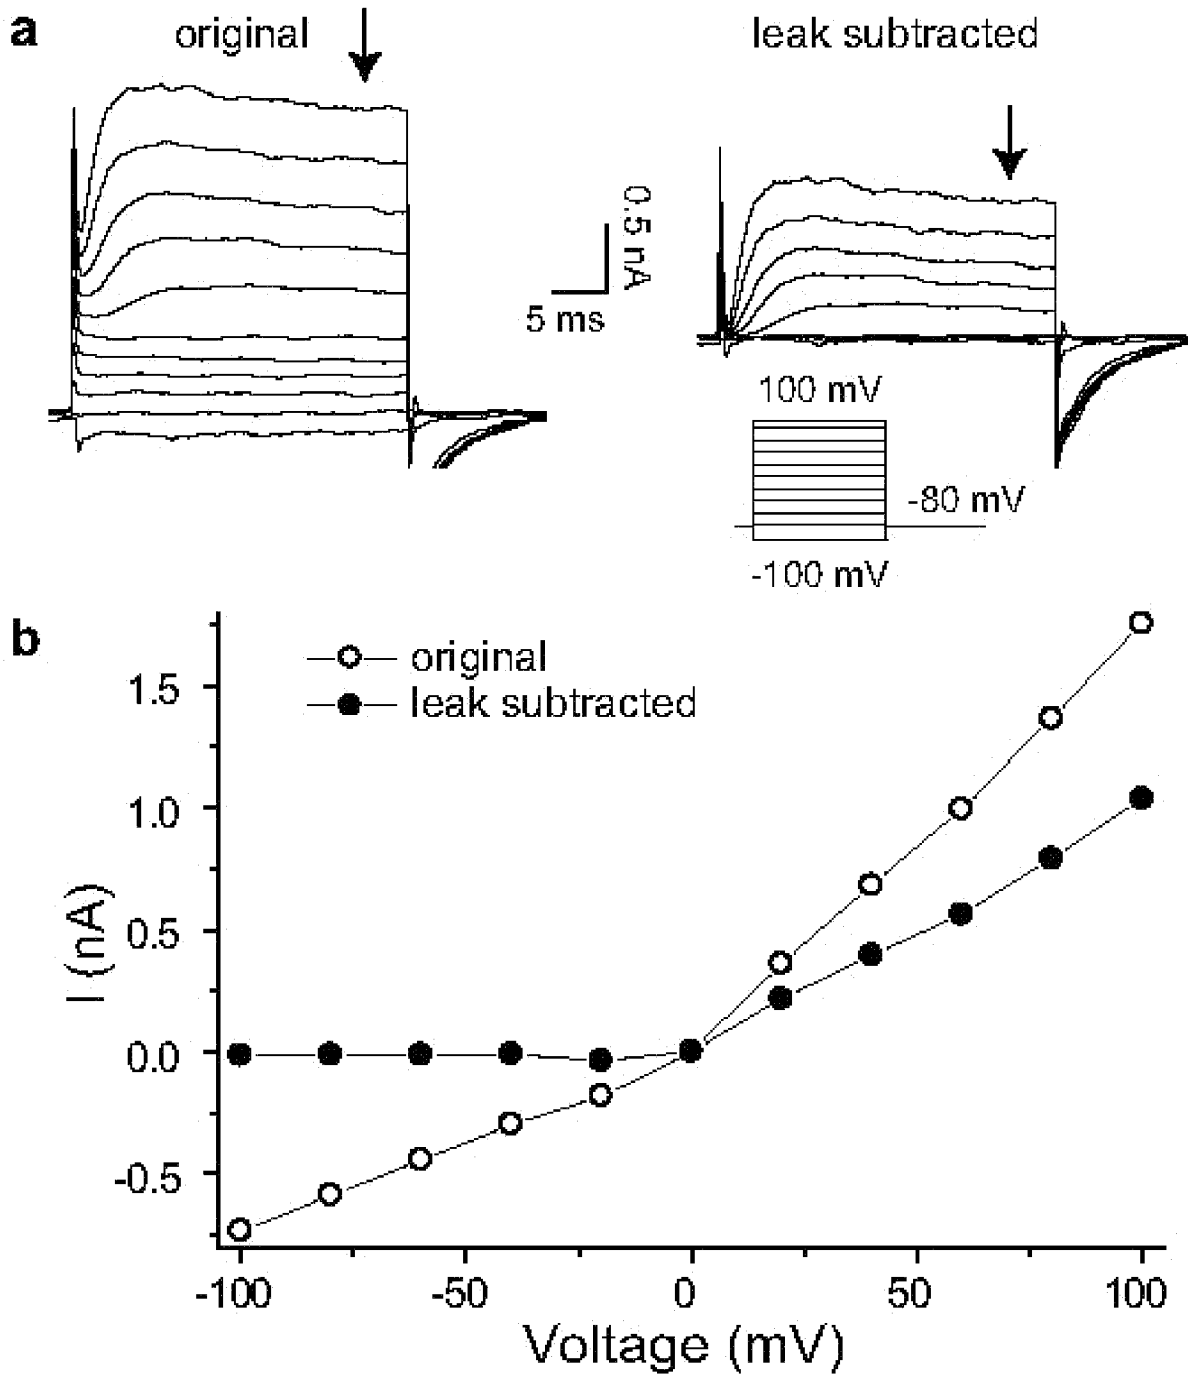 a
original
leak subtracted
0.5 nA
5 ms
100 mV
-80 mV
-100 mV
b
original
leak subtracted
1.5
1.0
0.5
0.0
-0.5
I (nA)
-100
-50
0
50
100
Voltage (mV)